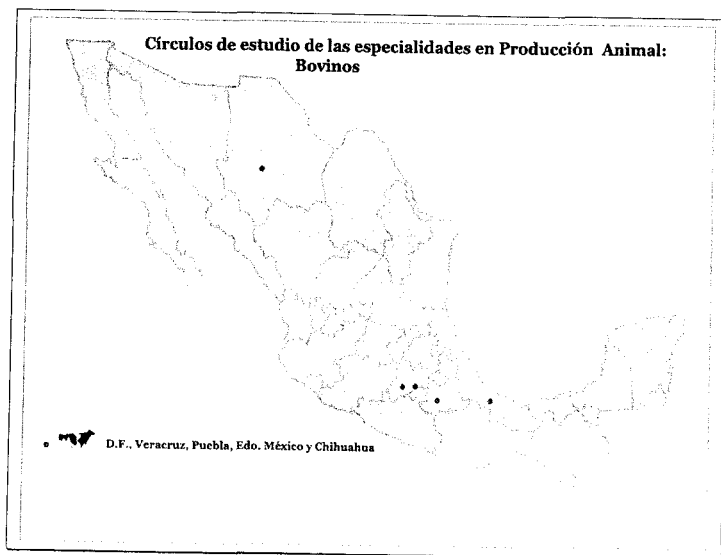 Círculos de estudio de las especialidades en Producción Animal:
Bovinos
D.F., Veracruz, Puebla, Edo. México y Chihuahua